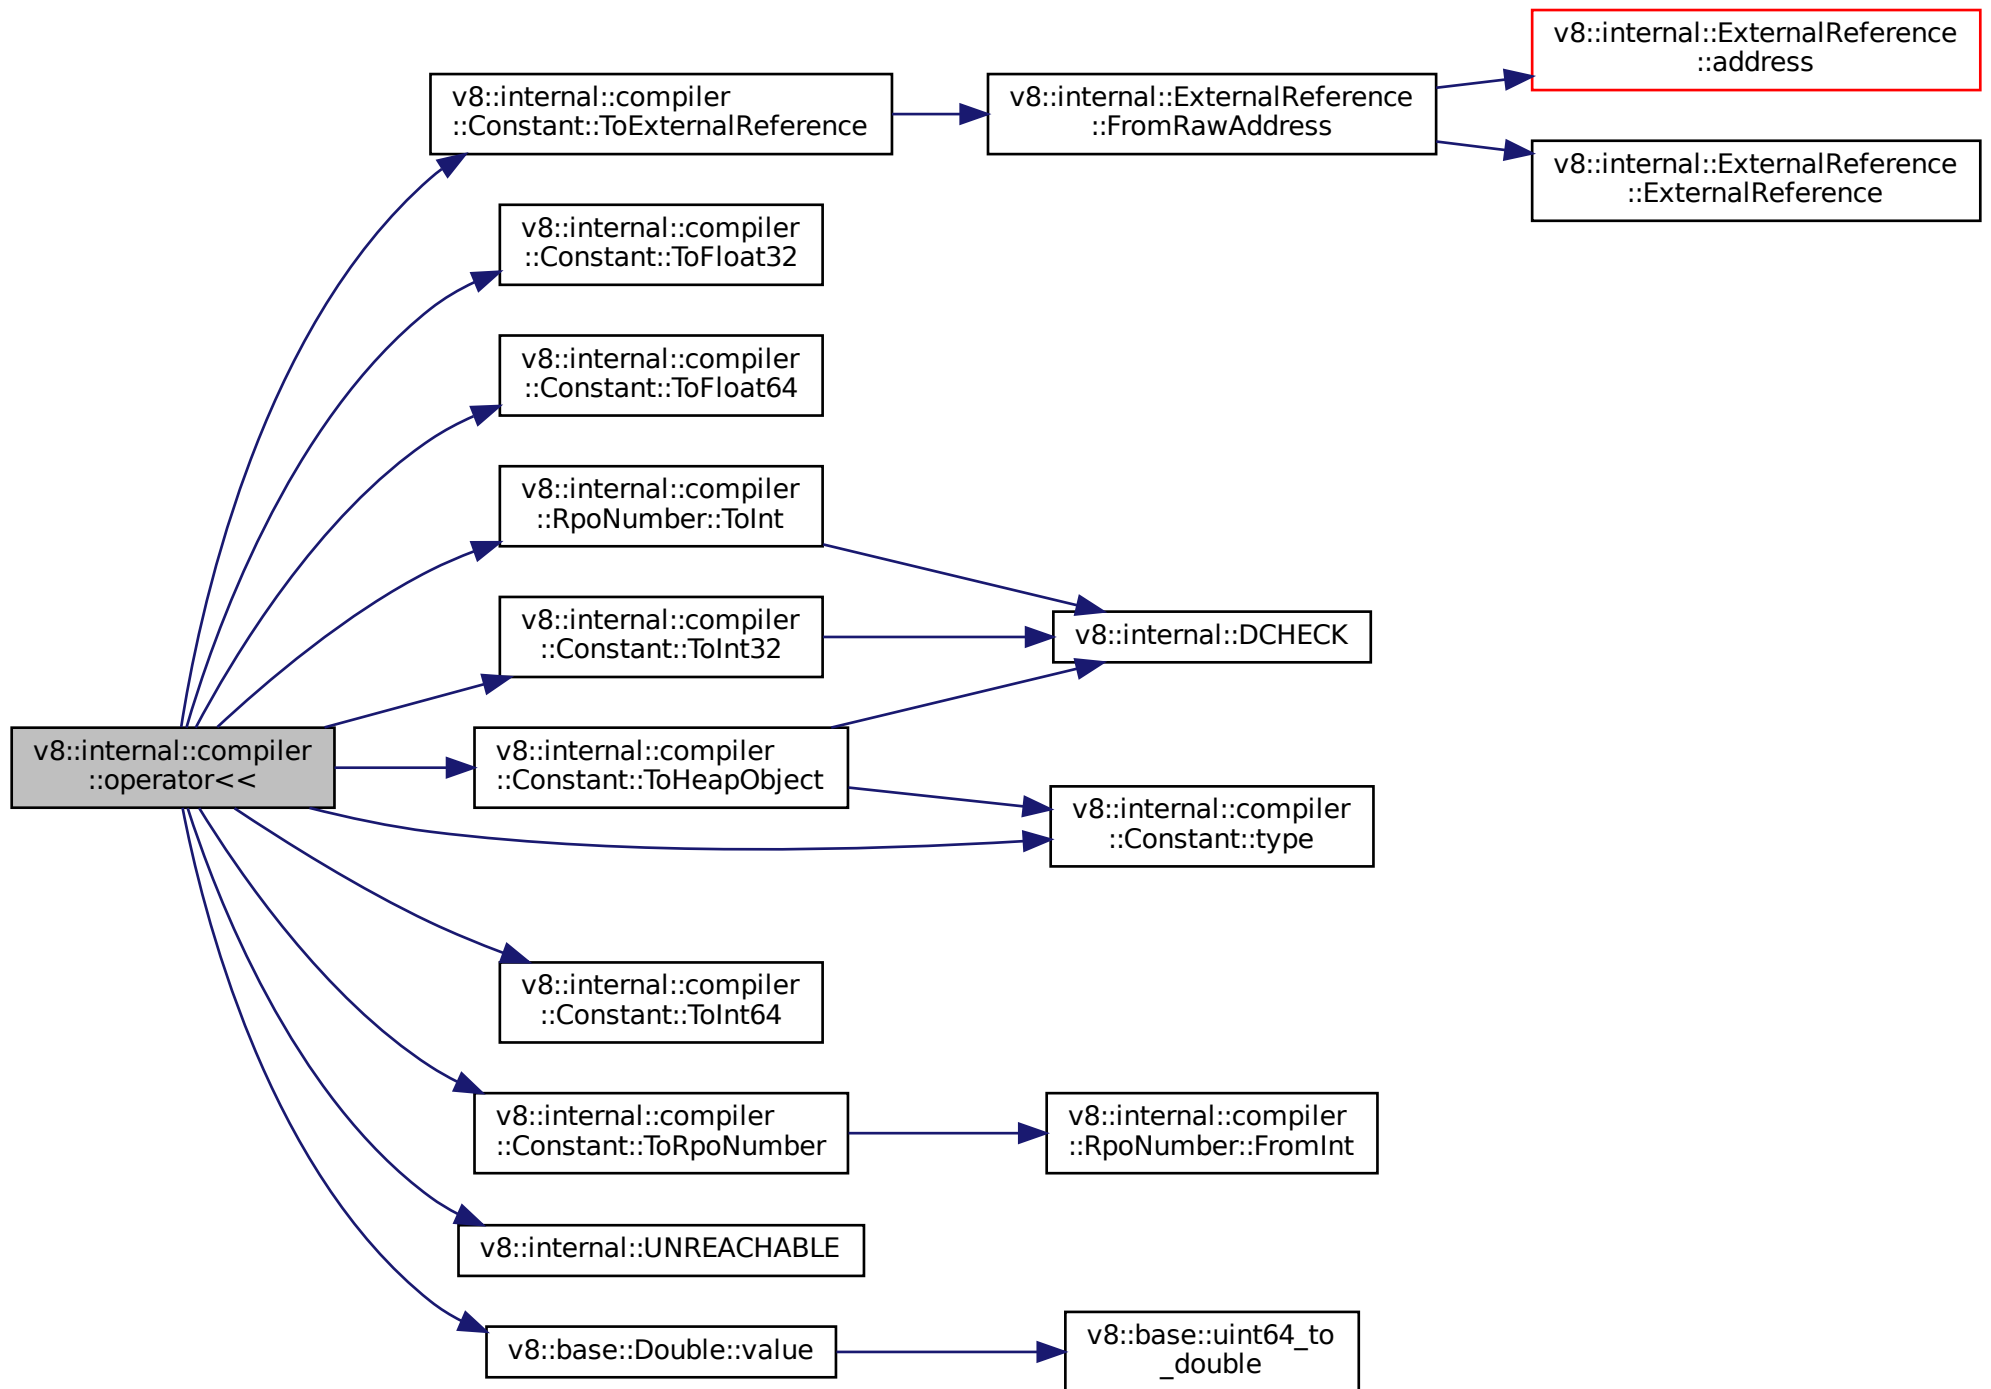 v8::internal::ExternalReference
::address
v8::internal::compiler
::Constant::ToExternalReference
v8::internal::ExternalReference
::FromRawAddress
v8::internal::ExternalReference
::ExternalReference
v8::internal::compiler
::Constant::ToFloat32
v8::internal::compiler
::Constant::ToFloat64
v8::internal::compiler
::RpoNumber::ToInt
v8::internal::compiler
::Constant::ToInt32
v8::internal::DCHECK
v8::internal::compiler
::operator<<
v8::internal::compiler
::Constant::ToHeapObject
v8::internal::compiler
::Constant::type
v8::internal::compiler
::Constant::ToInt64
v8::internal::compiler
::Constant::ToRpoNumber
v8::internal::compiler
::RpoNumber::FromInt
v8::internal::UNREACHABLE
v8::base::Double::value
v8::base::uint64_to
_double